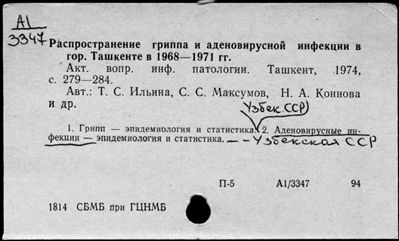 А1
3347
Распространение гриппа и аденовирусной инфекции в
гор. Ташкенте в 1968—1971 гг.
Акт. вопр. инф. патологии. Ташкент, 1974,
с. 279—284.
Авт.: Т. С. Ильина, С. С. Максумов, Н. А. Коннова
и др.
Узбек. ССР)
1. Грипп — эпидемиология и статистика. 2. Аденовирусные ин-
фекции — эпидемиология и статистика. — Узбекская ССР
П-5 А1/3347 94
1814 СБМБ при ГЦНМБ